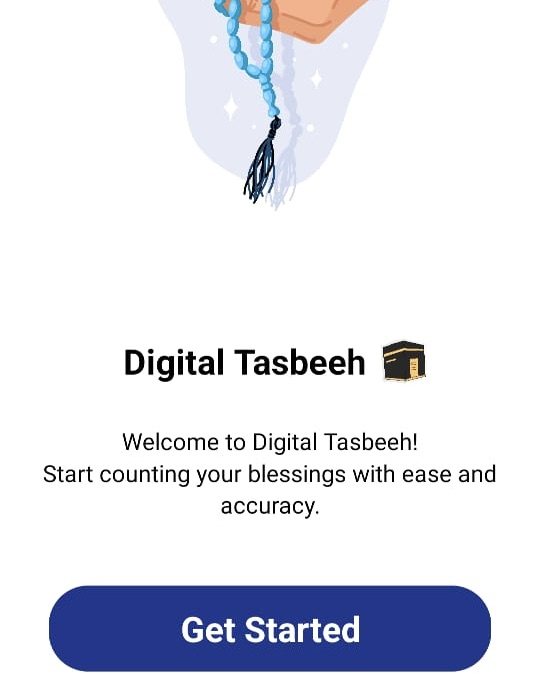 Digital Tasbeeh 🕋
Welcome to Digital Tasbeeh!
Start counting your blessings with ease and
accuracy.
Get Started